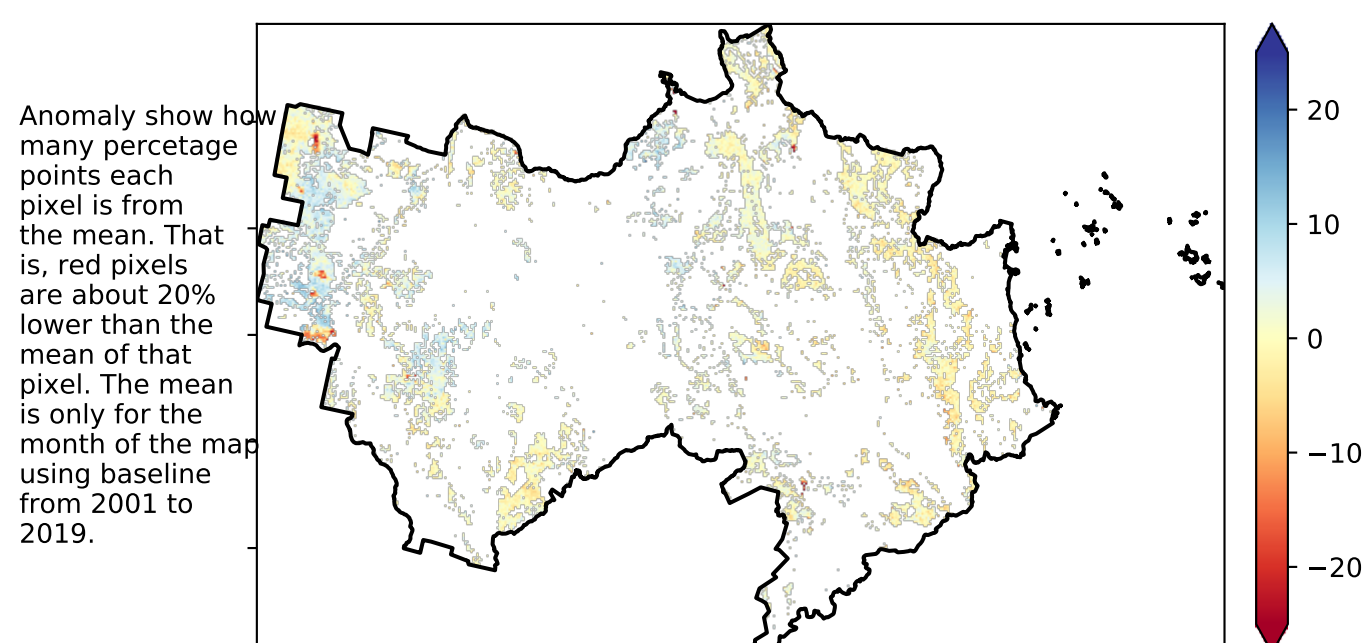 Anomaly show how
many percetage
points each
pixel is from
the mean. That
is, red pixels
are about 20%
lower than the
mean of that
pixel. The mean
is only for the
month of the map
using baseline
from 2001 to
2019.
20
10
0
−10
−20